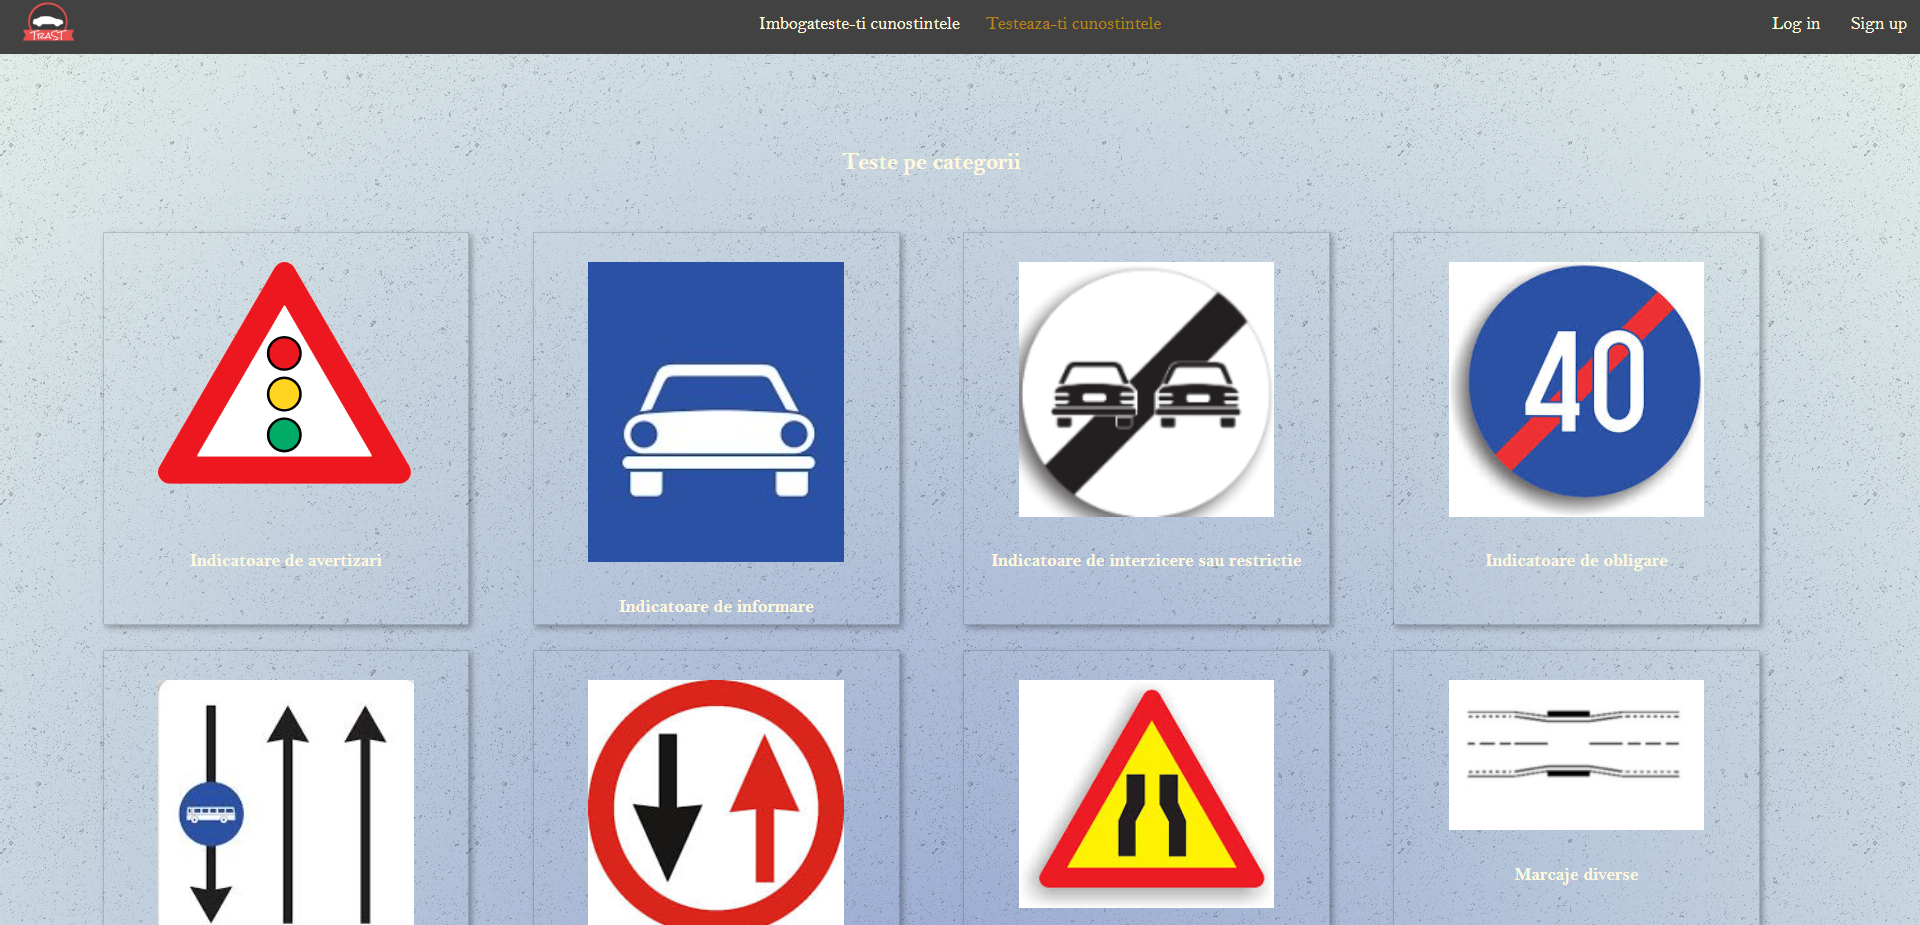 TRAST
Imbogateste-ti cunostintele
Testeaza-ti cunostintele
Log in
Sign up
Teste pe categorii
40
Indicatoare de avertizari
Indicatoare de informare
Indicatoare de interzicere sau restrictie
Indicatoare de obligare
Marcaje diverse